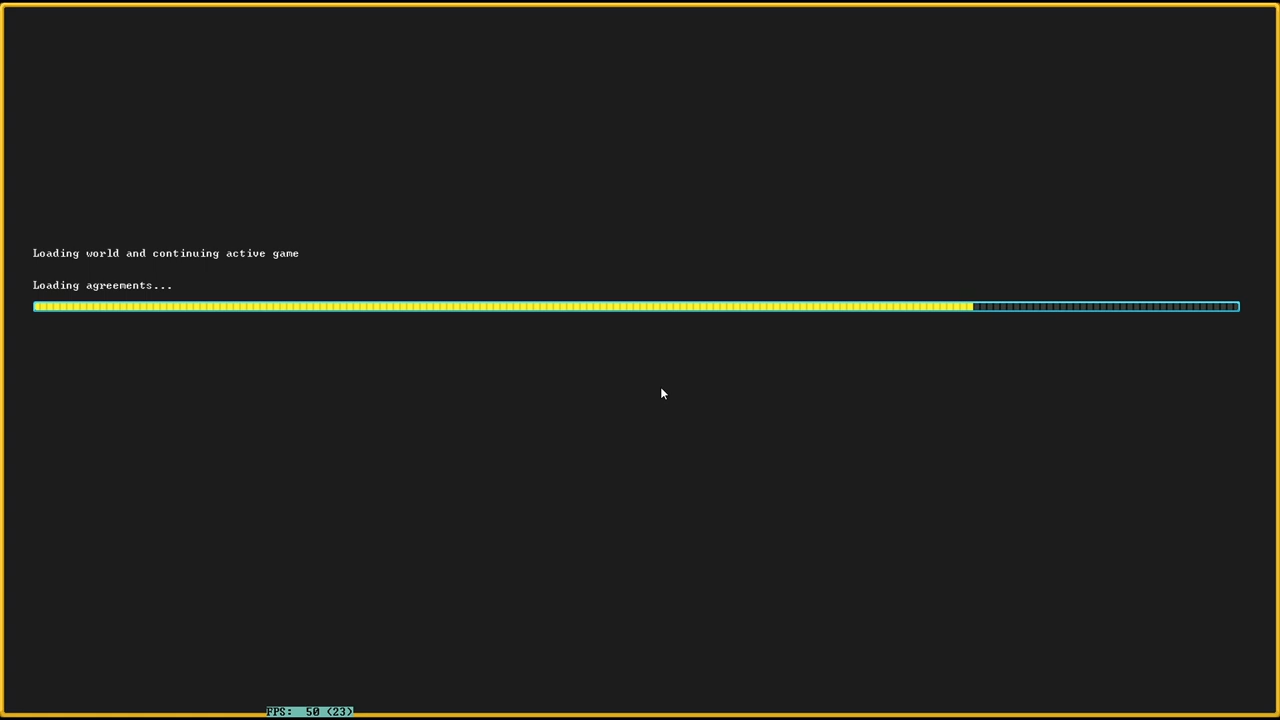 Loading world and continuing active game
Loading agreements...
FPS:  50 (23)